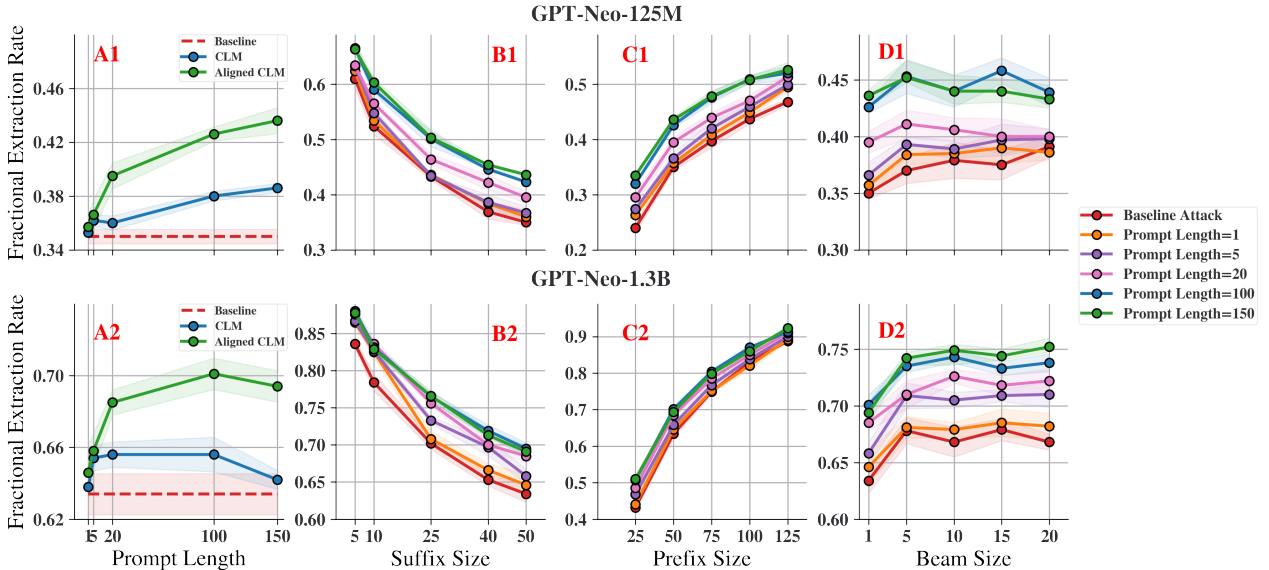 GPT-Neo-125M
Fractional Extraction Rate
A1
Baseline
CLM
Aligned CLM
0.46
0.42
0.38
0.34
B1
0.6
0.5
0.4
0.3
C1
0.5
0.4
0.3
0.2
D1
0.45
0.40
0.35
0.30
Baseline Attack
Prompt Length=1
Prompt Length=5
Prompt Length=20
Prompt Length=100
Prompt Length=150
GPT-Neo-1.3B
Fractional Extraction Rate
A2
Baseline
CLM
Aligned CLM
0.70
0.66
0.62
1 5 20 100 150
Prompt Length
B2
0.85
0.80
0.75
0.70
0.65
0.60
5 10 25 40 50
Suffix Size
C2
0.9
0.8
0.7
0.6
0.5
0.4
25 50 75 100 125
Prefix Size
D2
0.75
0.70
0.65
0.60
1 5 10 15 20
Beam Size